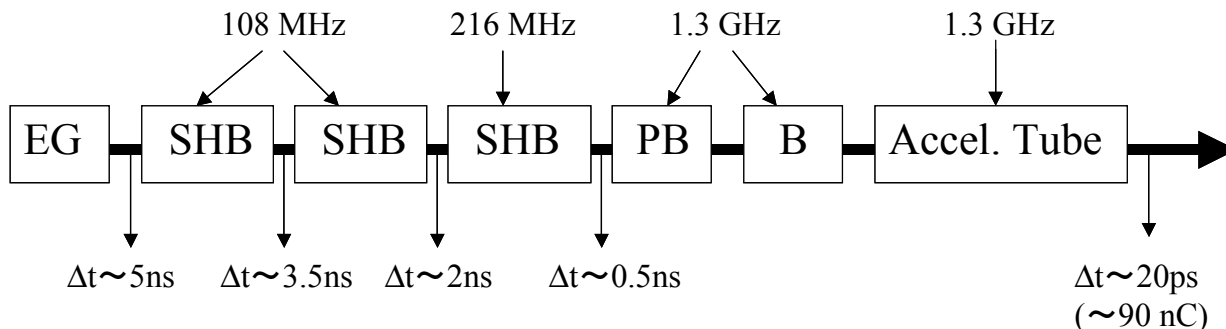 108 MHz 216 MHz 1.3 GHz 1.3 GHz
EG SHB SHB SHB PB B Accel. Tube
Δt～5ns Δt～3.5ns Δt～2ns Δt～0.5ns Δt～20ps
(～90 nC)